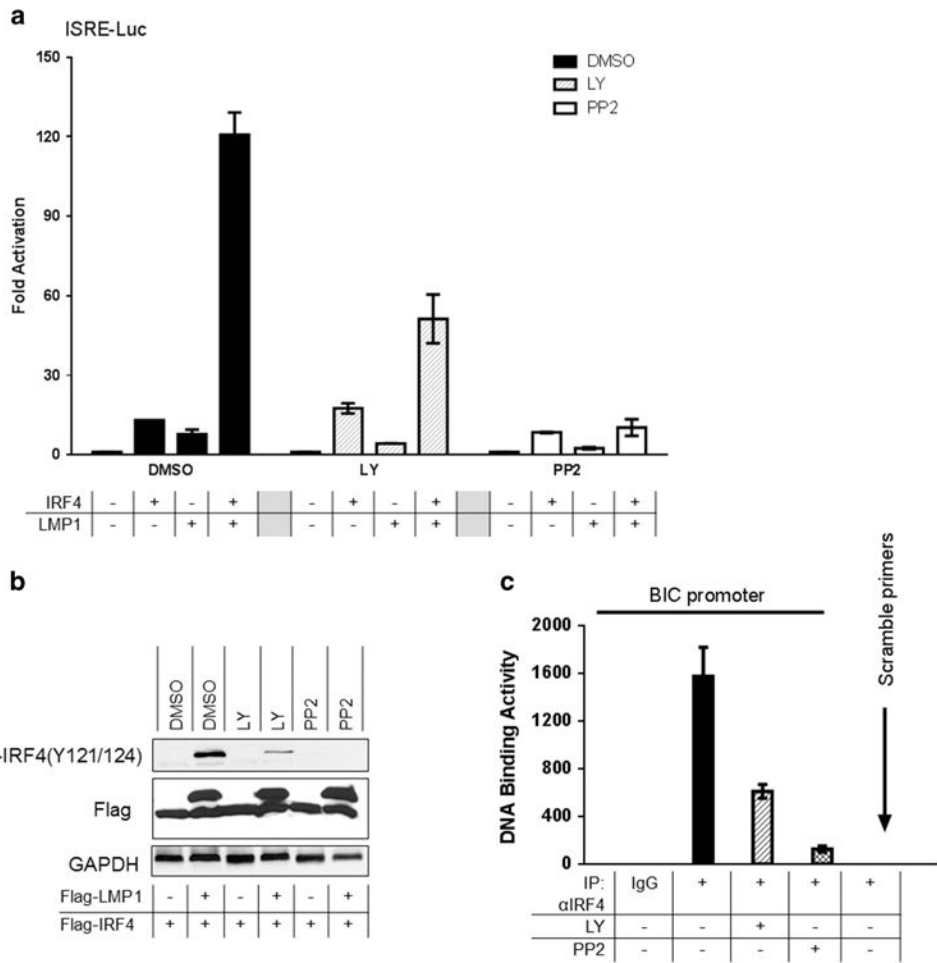 a
ISRE-Luc
DMSO
LY
PP2
Fold Activation
150
120
90
60
30
0
DMSO LY PP2
IRF4 - + - + - + - + - + - +
LMP1 - - + + - - + + - - + +
b
DMSO DMSO LY LY PP2 PP2
-IRF4(Y121/124)
Flag
GAPDH
Flag-LMP1 - + - + - +
Flag-IRF4 + + + + + +
c
BIC promoter
Scramble primers
DNA Binding Activity
2000
1600
1200
800
400
0
IP: IgG + + + +
αIRF4
LY - - + - -
PP2 - - - + -